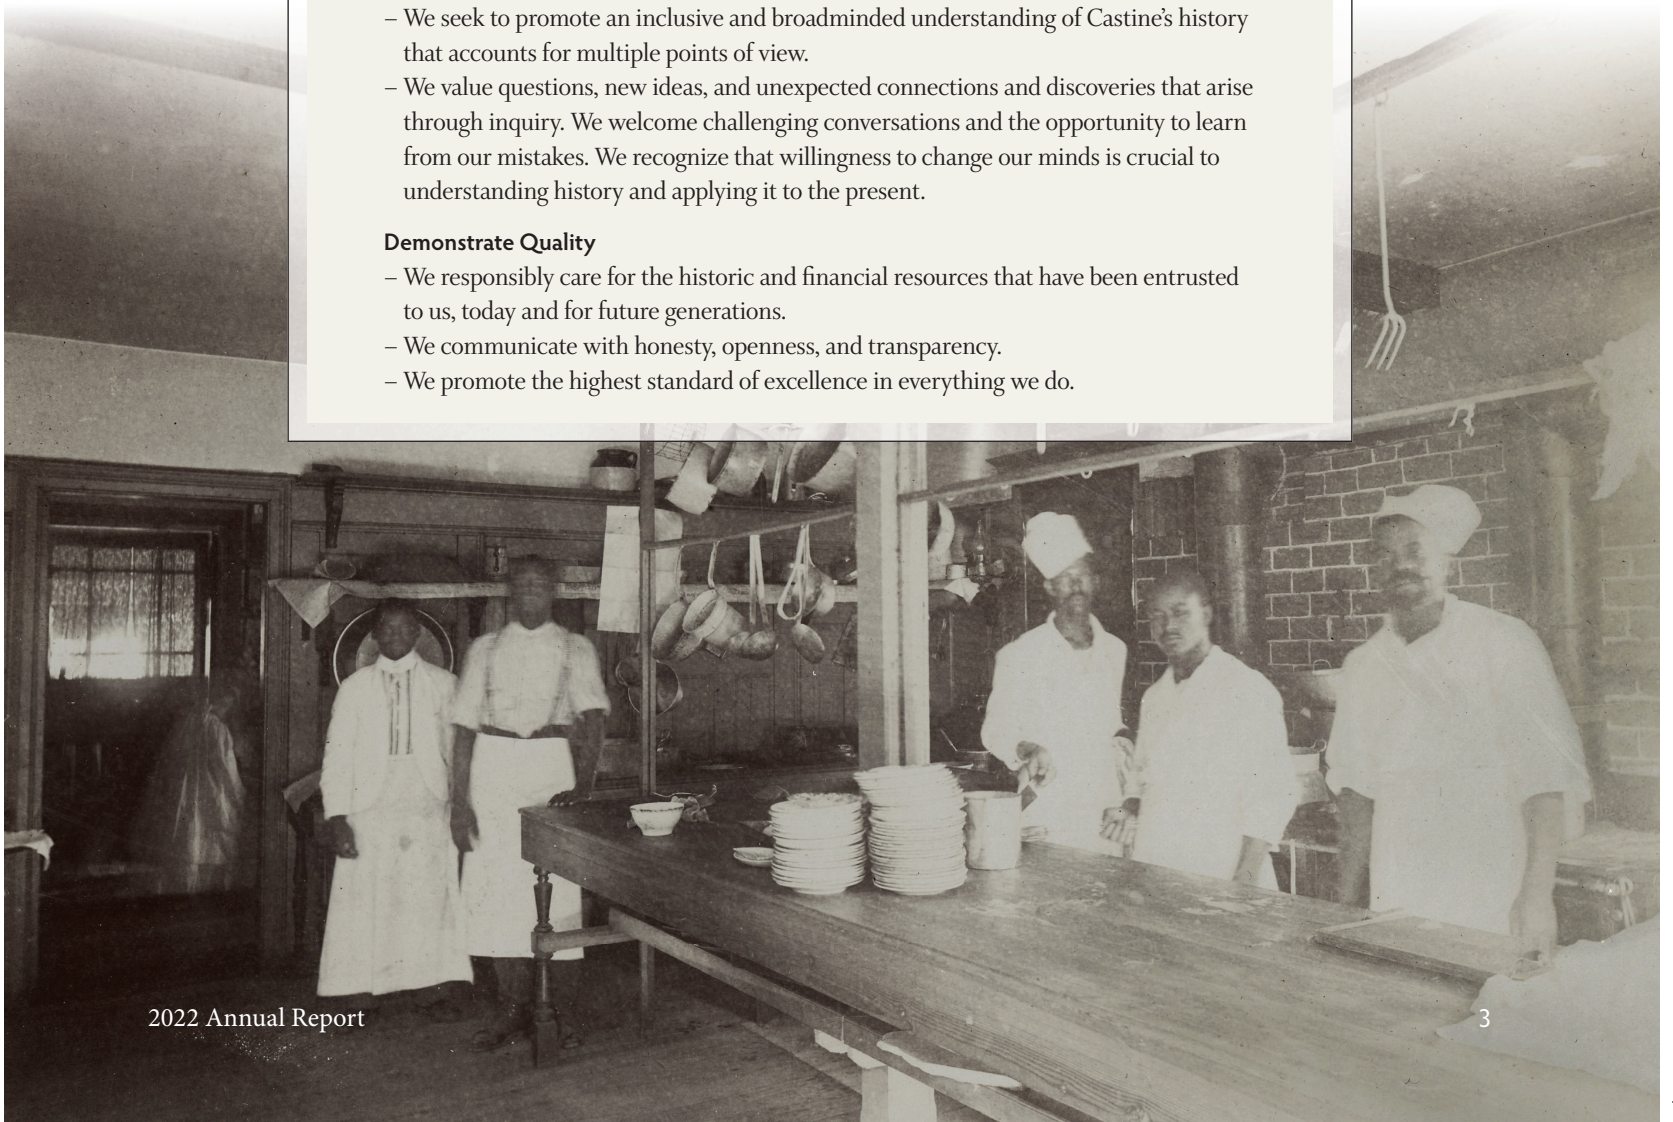 – We seek to promote an inclusive and broadminded understanding of Castine’s history
that accounts for multiple points of view.
– We value questions, new ideas, and unexpected connections and discoveries that arise
through inquiry. We welcome challenging conversations and the opportunity to learn
from our mistakes. We recognize that willingness to change our minds is crucial to
understanding history and applying it to the present.
Demonstrate Quality
– We responsibly care for the historic and financial resources that have been entrusted
to us, today and for future generations.
– We communicate with honesty, openness, and transparency.
– We promote the highest standard of excellence in everything we do.
2022 Annual Report
3